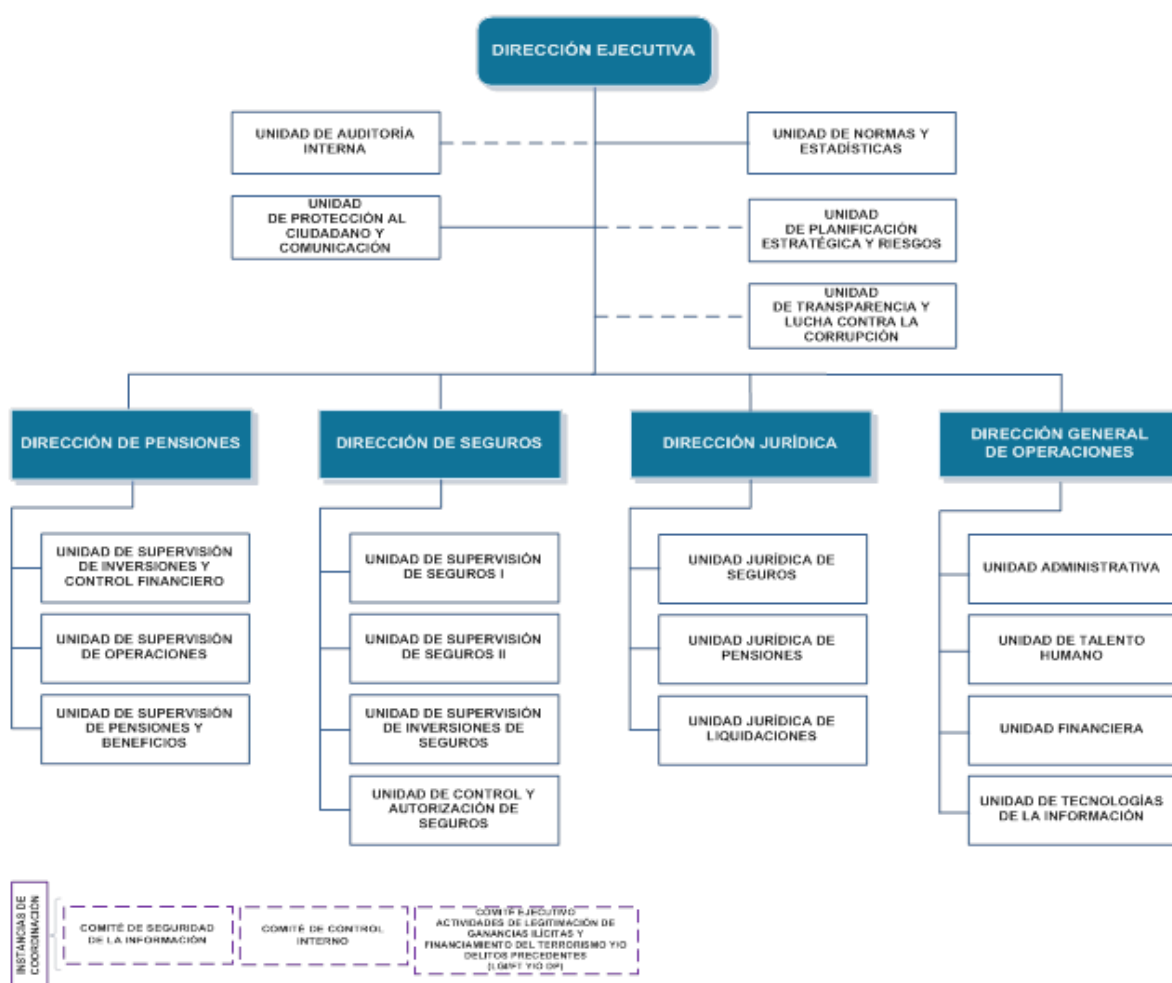 DIRECCIÓN EJECUTIVA
UNIDAD DE AUDITORÍA
INTERNA
UNIDAD DE NORMAS Y
ESTADÍSTICAS
UNIDAD
DE PROTECCIÓN AL
CIUDADANO Y
COMUNICACIÓN
UNIDAD
DE PLANIFICACIÓN
ESTRATÉGICA Y RIESGOS
UNIDAD
DE TRANSPARENCIA Y
LUCHA CONTRA LA
CORRUPCIÓN
DIRECCIÓN DE PENSIONES
DIRECCIÓN DE SEGUROS
DIRECCIÓN JURÍDICA
DIRECCIÓN GENERAL
DE OPERACIONES
UNIDAD DE SUPERVISIÓN
DE INVERSIONES Y
CONTROL FINANCIERO
UNIDAD DE SUPERVISIÓN
DE OPERACIONES
UNIDAD DE SUPERVISIÓN
DE PENSIONES Y
BENEFICIOS
UNIDAD DE SUPERVISIÓN
DE SEGUROS I
UNIDAD DE SUPERVISIÓN
DE SEGUROS II
UNIDAD DE SUPERVISIÓN
DE INVERSIONES DE
SEGUROS
UNIDAD DE CONTROL Y
AUTORIZACIÓN DE
SEGUROS
UNIDAD JURÍDICA DE
SEGUROS
UNIDAD JURÍDICA DE
PENSIONES
UNIDAD JURÍDICA DE
LIQUIDACIONES
UNIDAD ADMINISTRATIVA
UNIDAD DE TALENTO
HUMANO
UNIDAD FINANCIERA
UNIDAD DE TECNOLOGÍAS
DE LA INFORMACIÓN
INSTANCIAS DE
COORDINACIÓN
COMITÉ DE SEGURIDAD
DE LA INFORMACIÓN
COMITÉ DE CONTROL
INTERNO
COMITÉ EJECUTIVO
ACTIVIDADES DE LEGITIMACIÓN DE
GANANCIAS ILÍCITAS Y
FINANCIAMIENTO DEL TERRORISMO Y/O
DELITOS PRECEDENTES
(LGI/FT Y/O DP)